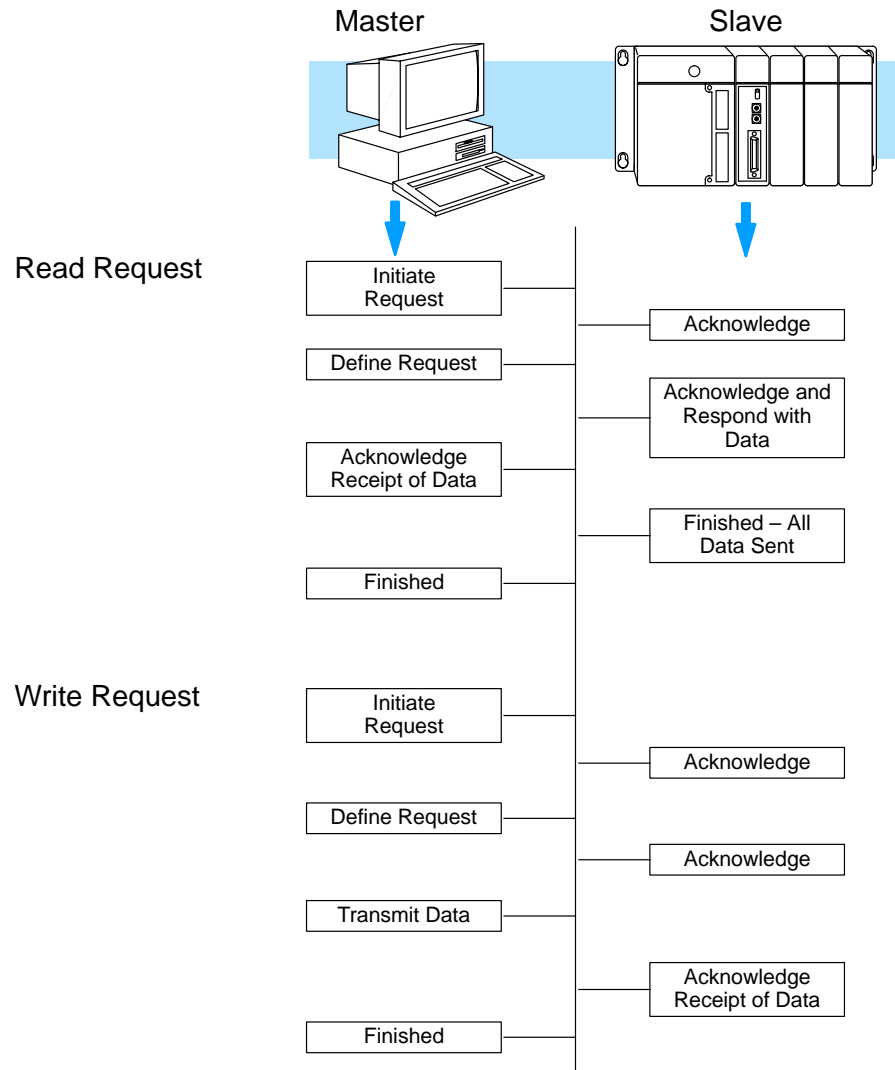 Master
Slave
Read Request
Initiate
Request
Acknowledge
Define Request
Acknowledge and
Respond with
Data
Acknowledge
Receipt of Data
Finished – All
Data Sent
Finished
Write Request
Initiate
Request
Acknowledge
Define Request
Acknowledge
Transmit Data
Acknowledge
Receipt of Data
Finished